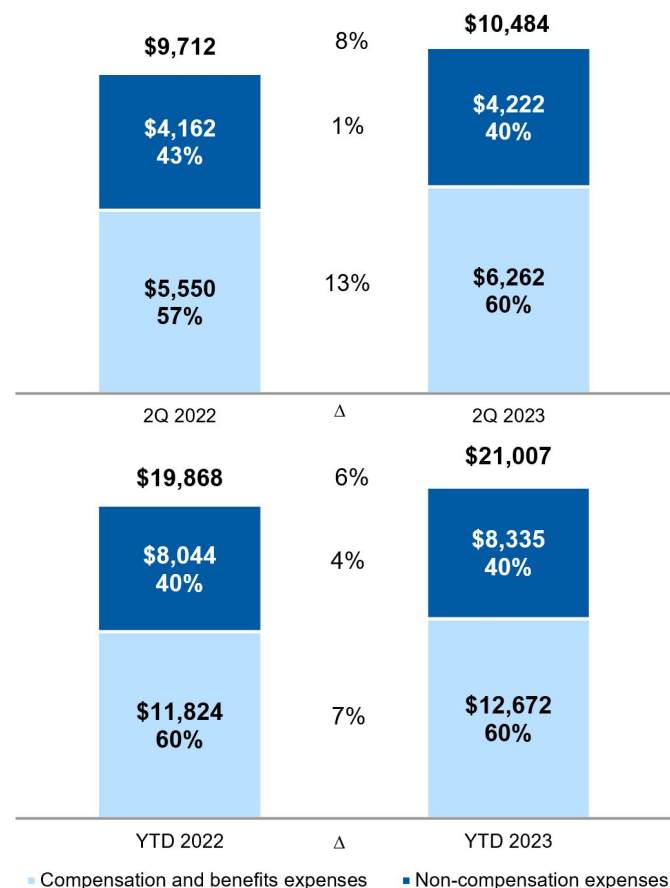 $9,712 8% $10,484
$4,162 1% $4,222
43% 40%
$5,550 13% $6,262
57% 60%
2Q 2022 Δ 2Q 2023
$19,868 6% $21,007
$8,044 4% $8,335
40% 40%
$11,824 7% $12,672
60% 60%
YTD 2022 Δ YTD 2023
Compensation and benefits expenses Non-compensation expenses